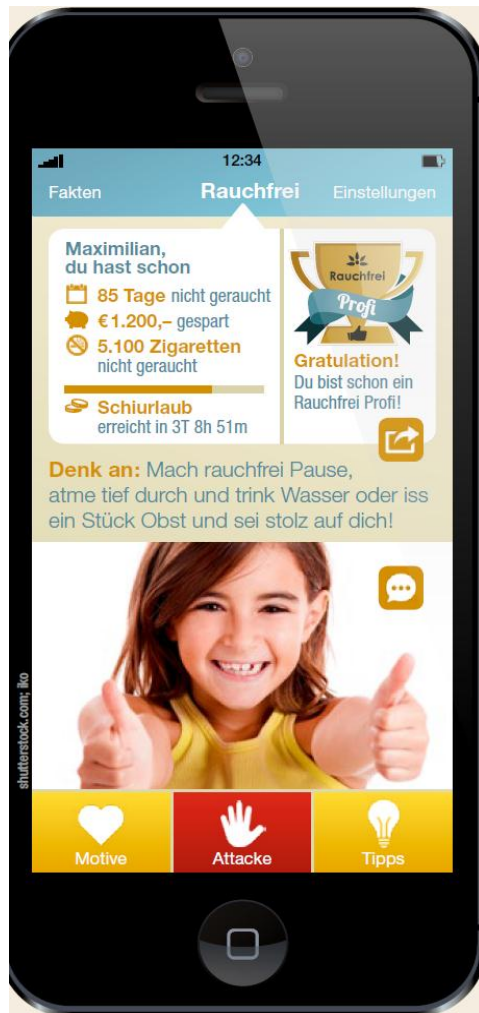 12:34
Fakten
Rauchfrei
Einstellungen
Maximilian,
du hast schon
85 Tage nicht geraucht
€ 1.200,– gespart
5.100 Zigaretten
nicht geraucht
Schiurlaub
erreicht in 3T 8h 51m
Rauchfrei
Profi
Gratulation!
Du bist schon ein
Rauchfrei Profi!
Denk an: Mach rauchfrei Pause,
atme tief durch und trink Wasser oder iss
ein Stück Obst und sei stolz auf dich!
shutterstock.com; iko
Motive
Attacke
Tipps